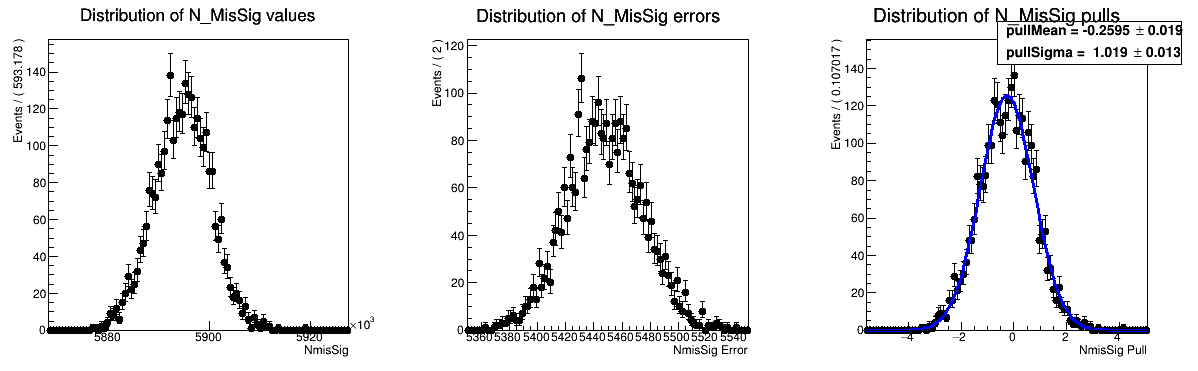 Distribution of N_MisSig values
Events / ( 593.178 )
140
120
100
80
60
40
20
0
5880
5900
5920
×10³
NmisSig
Distribution of N_MisSig errors
Events / ( 2 )
120
100
80
60
40
20
0
5360 5380 5400 5420 5440 5460 5480 5500 5520 5540
NmisSig Error
Distribution of N_MisSig pulls
pullMean = -0.2595 ± 0.019
pullSigma = 1.019 ± 0.013
Events / ( 0.107017 )
140
120
100
80
60
40
20
0
−4
−2
0
2
4
NmisSig Pull